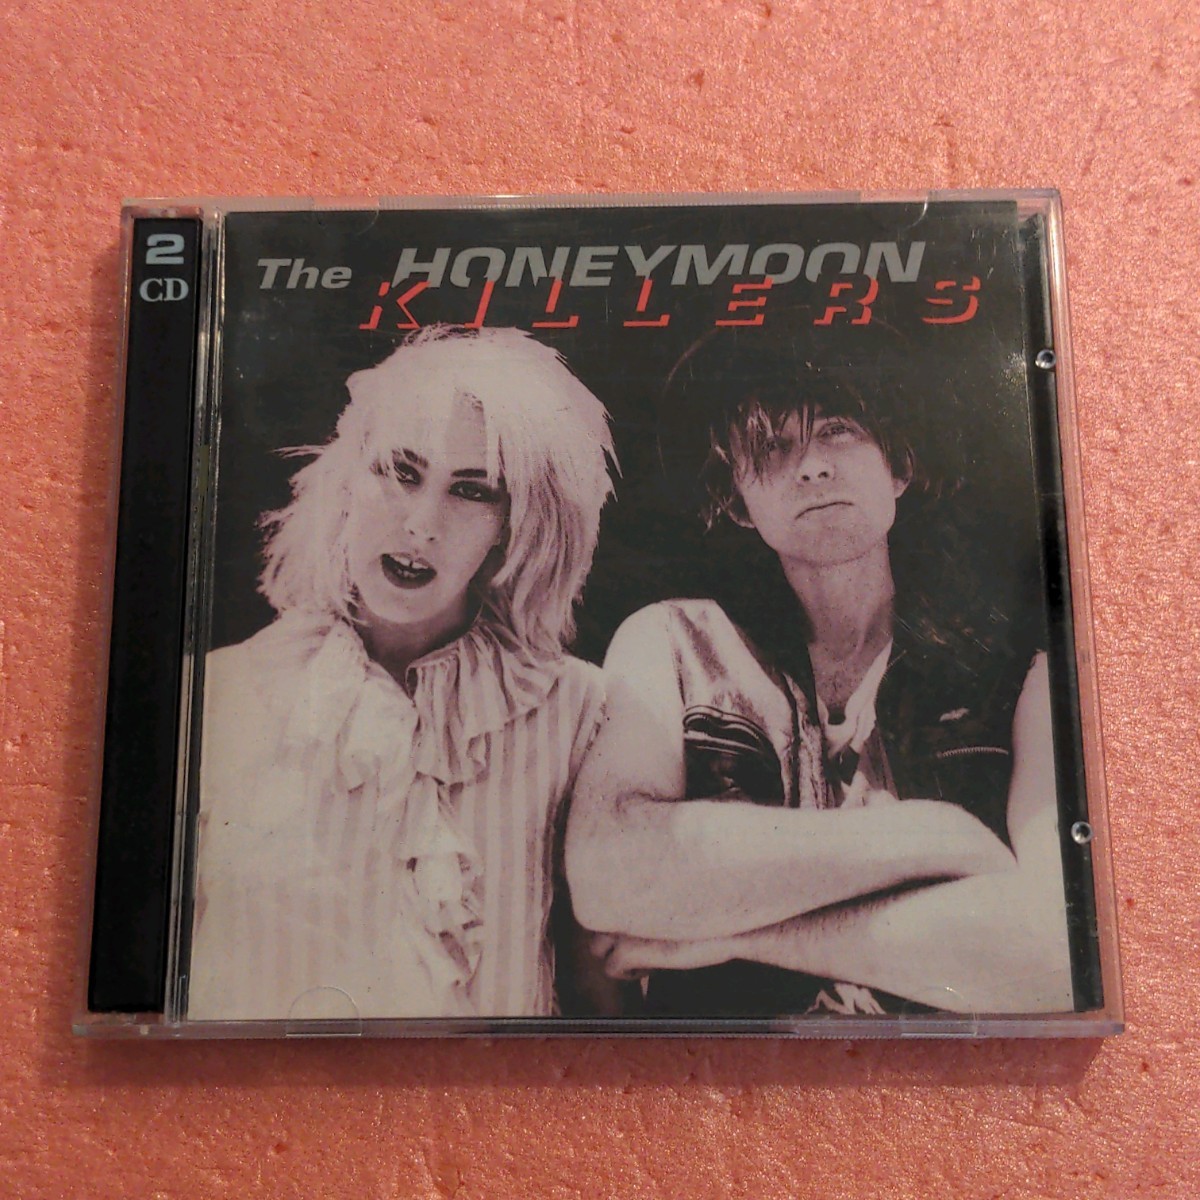 2
CD
The HONEYMOON
KILLERS